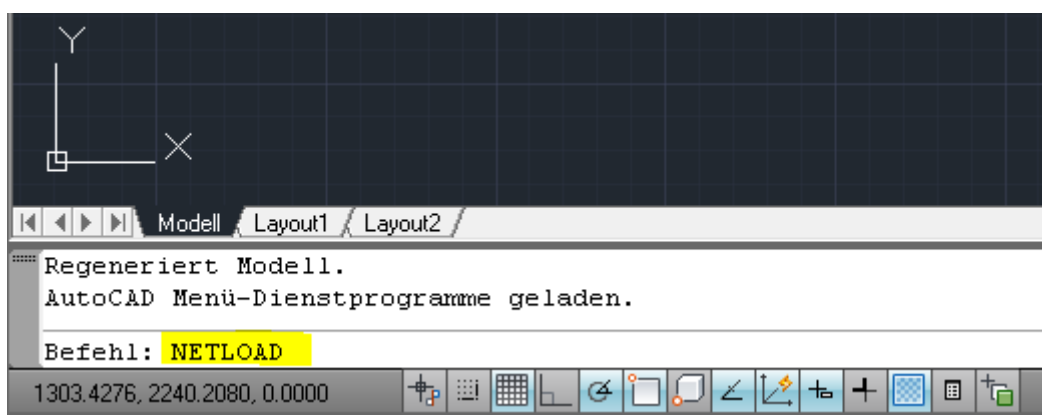 Y
X
Modell Layout1 Layout2
Regeneriert Modell.
AutoCAD Menü-Dienstprogramme geladen.
Befehl: NETLOAD
1303.4276, 2240.2080, 0.0000